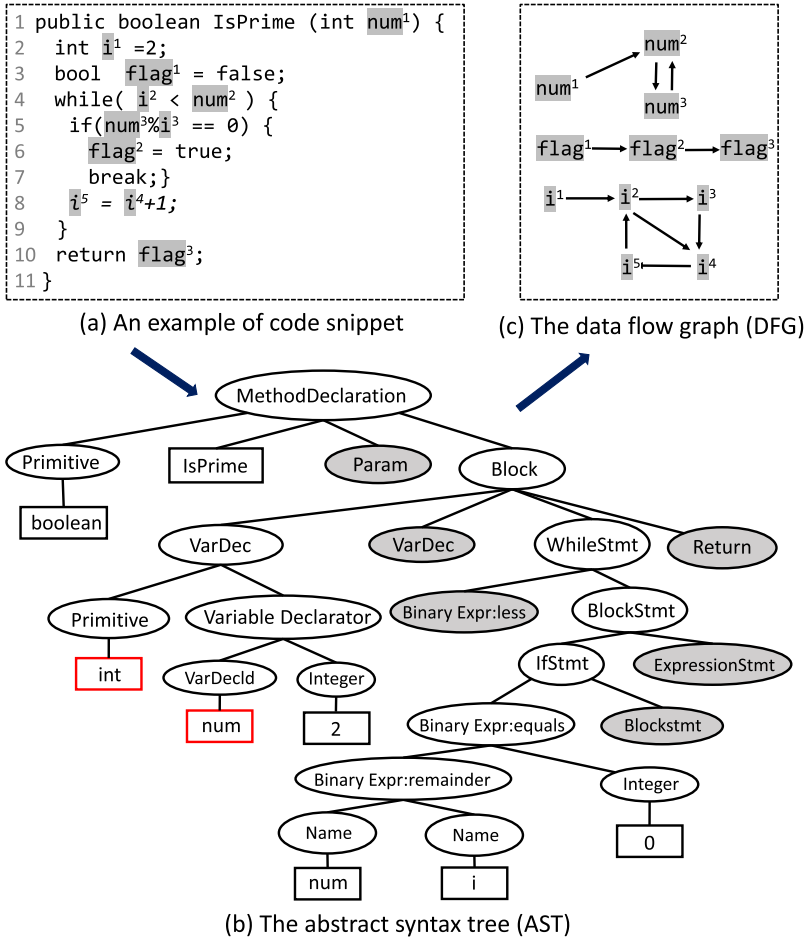 1 public boolean IsPrime (int num¹) {
2 int i¹ =2;
3 bool flag¹ = false;
4 while( i² < num² ) {
5 if(num³%i³ == 0) {
6 flag² = true;
7 break;}
8 i⁵ = i⁴+1;
9 }
10 return flag³;
11 }
(a) An example of code snippet
num²
num¹
num³
flag¹ flag² flag³
i¹ i² i³
i⁵ i⁴
(c) The data flow graph (DFG)
MethodDeclaration
Primitive IsPrime Param Block
boolean
VarDec VarDec WhileStmt Return
Primitive Variable Declarator Binary Expr:less BlockStmt
int VarDecId Integer IfStmt ExpressionStmt
num 2 Binary Expr:equals Blockstmt
Binary Expr:remainder Integer
Name Name 0
num i
(b) The abstract syntax tree (AST)